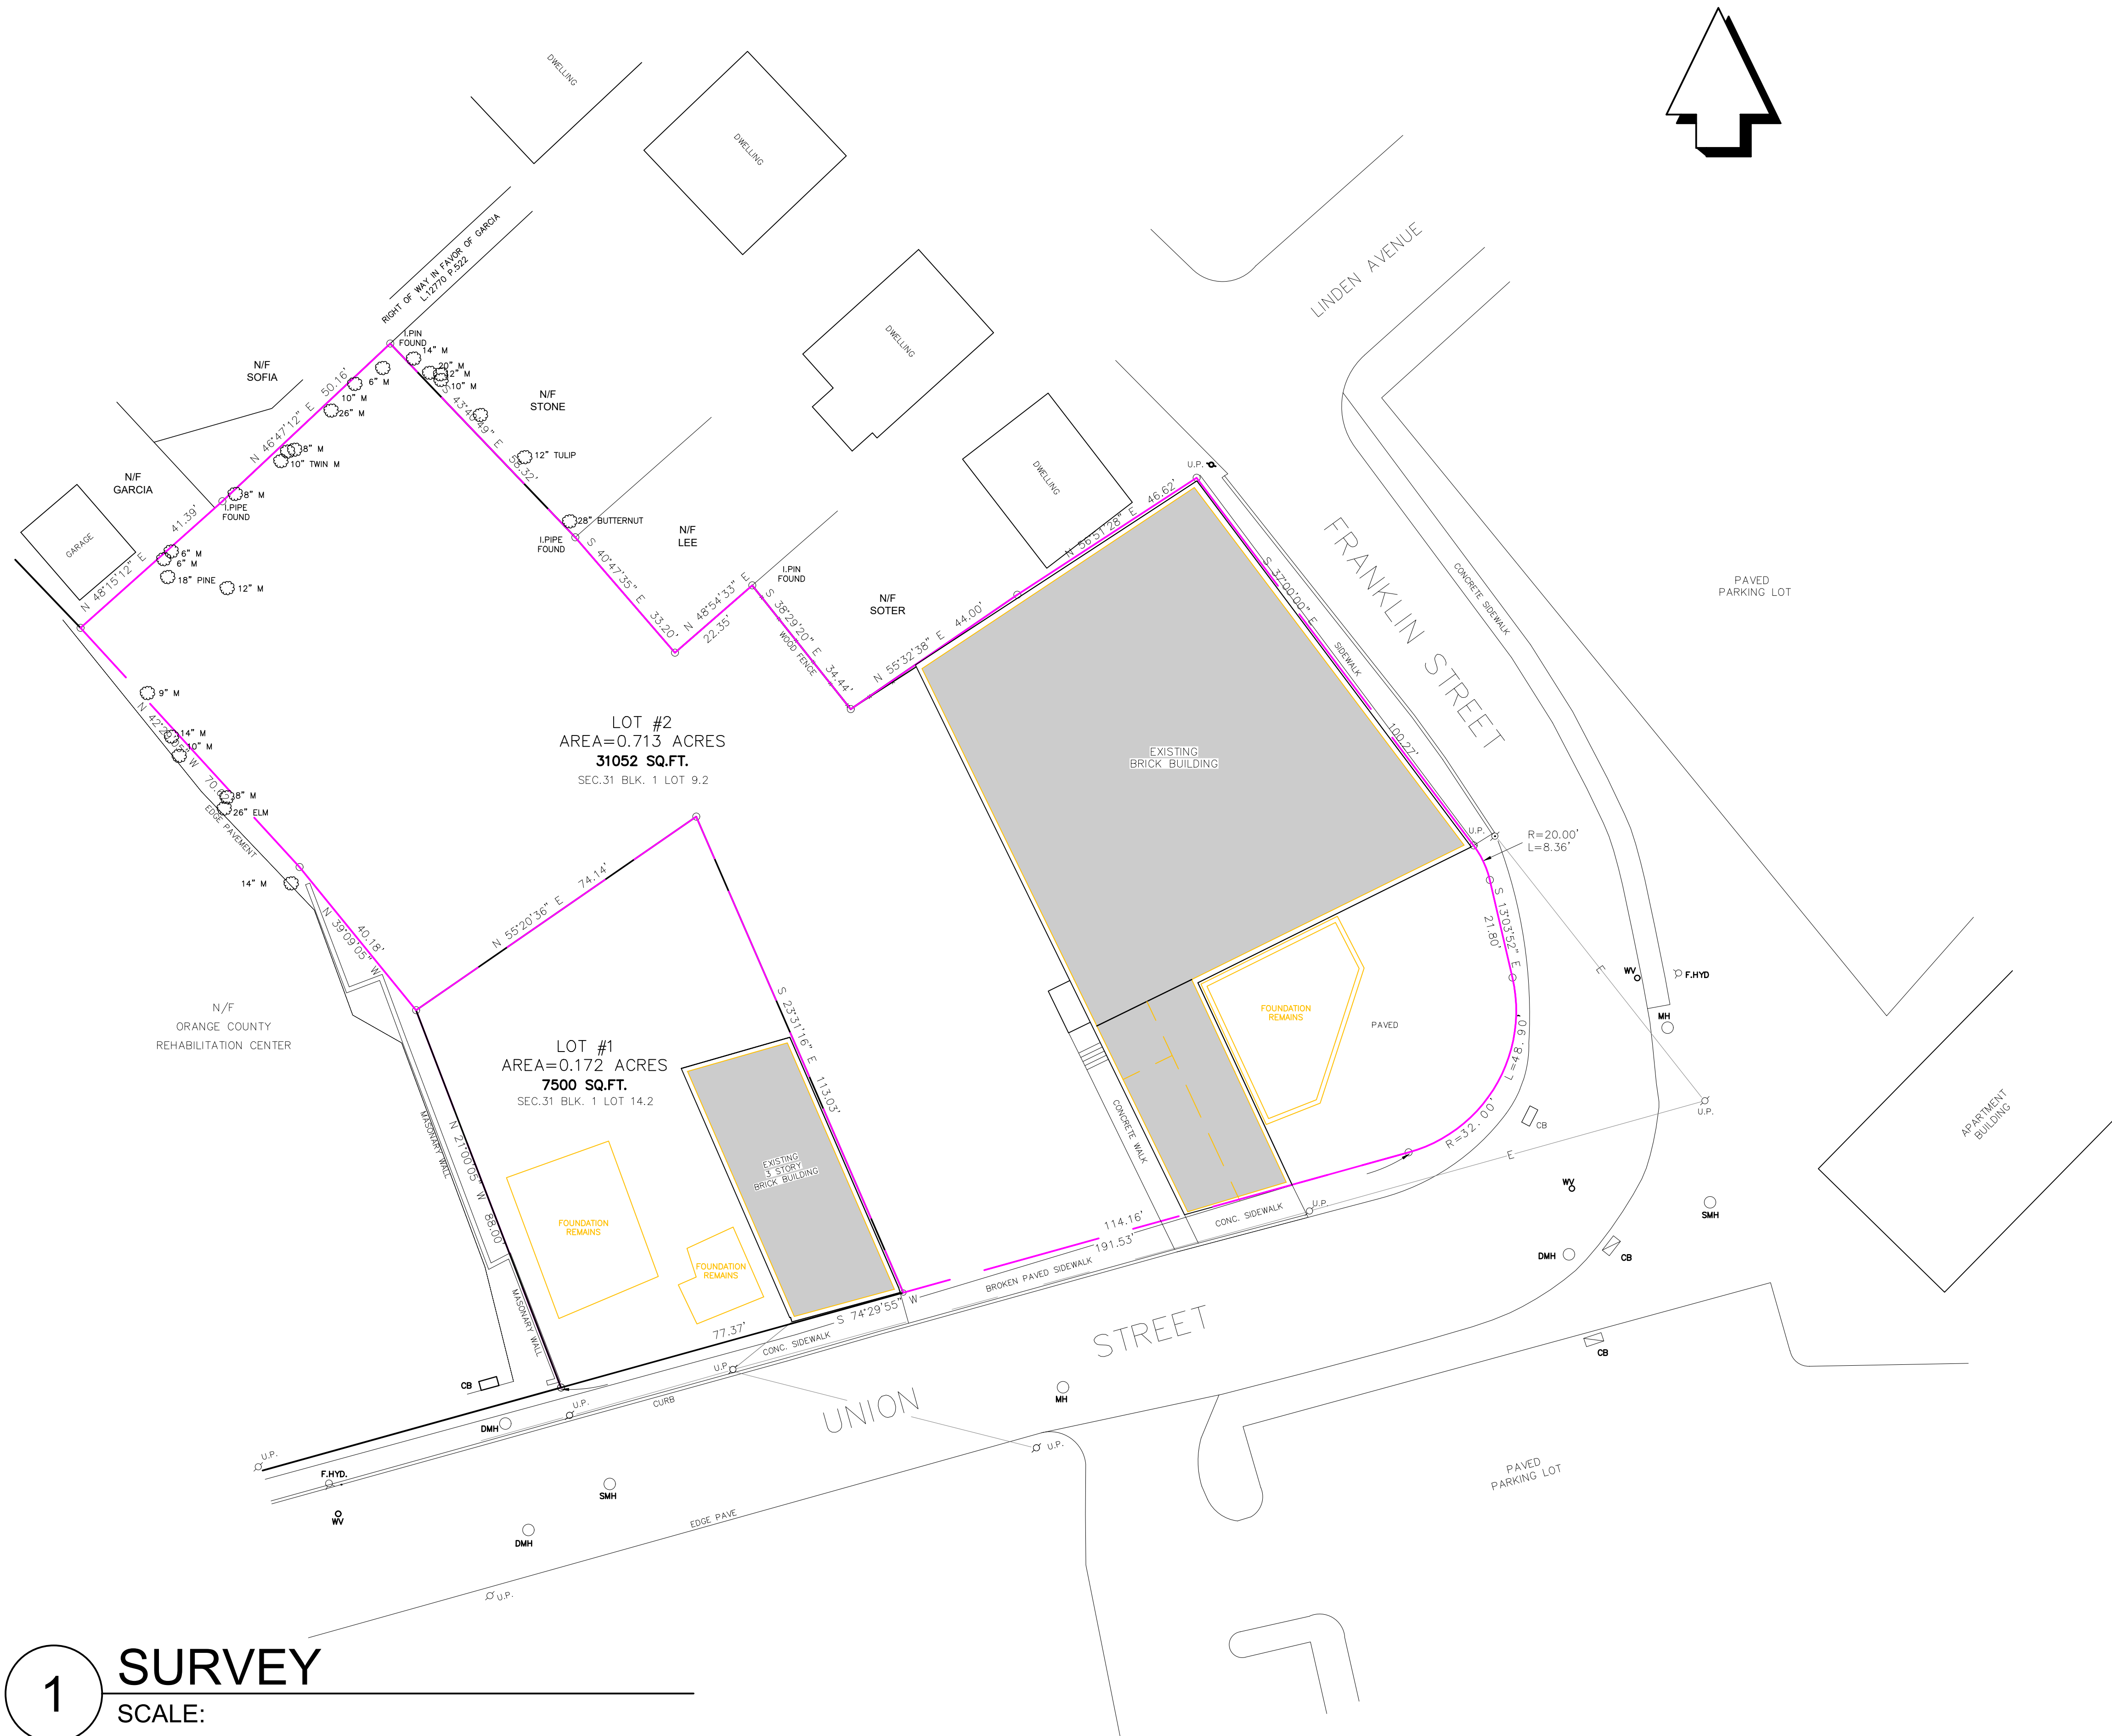 DWELLING
DWELLING
RIGHT OF WAY IN FAVOR OF GARCIA
L.12770 P.522
LINDEN AVENUE
DWELLING
I.PIN
FOUND
14" M
20" M
12" M
10" M
N/F
SOFIA
N 46°47'12" E 50.16'
6" M
10" M
26" M
8" M
10" TWIN M
N/F
STONE
S 43°40'49" E
58.32'
12" TULIP
28" BUTTERNUT
I.PIPE
FOUND
N/F
GARCIA
GARAGE
8" M
I.PIPE
FOUND
N 48°15'12" E 41.39'
6" M
6" M
18" PINE
12" M
N/F
LEE
S 40°47'35" E 33.20'
N 48°54'33" E
22.35'
I.PIN
FOUND
S 38°29'20" E 34.44'
WOOD FENCE
N/F
SOTER
DWELLING
U.P.
N 56°51'28" E 46.62'
N 55°32'38" E 44.00'
S 37°00'00" E
SIDEWALK
100.27'
FRANKLIN STREET
CONCRETE SIDEWALK
PAVED
PARKING LOT
9" M
14" M
10" M
8" M
26" ELM
EDGE PAVEMENT
14" M
N 39°09'05" W
40.18'
LOT #2
AREA=0.713 ACRES
31052 SQ.FT.
SEC.31 BLK. 1 LOT 9.2
EXISTING
BRICK BUILDING
U.P.
R=20.00'
L=8.36'
S 13°03'52" E
21.80'
N 55°20'36" E 74.14'
S 23°31'16" E 113.03'
E
WV
F.HYD
MH
N/F
ORANGE COUNTY
REHABILITATION CENTER
FOUNDATION
REMAINS
PAVED
L=48.90'
R=32.00'
LOT #1
AREA=0.172 ACRES
7500 SQ.FT.
SEC.31 BLK. 1 LOT 14.2
MASONARY WALL
N 21°00'05" W 88.00'
CONCRETE WALK
CB
U.P.
APARTMENT
BUILDING
EXISTING
3 STORY
BRICK BUILDING
FOUNDATION
REMAINS
FOUNDATION
REMAINS
E
WV
SMH
U.P.
CONC. SIDEWALK
114.16'
191.53'
BROKEN PAVED SIDEWALK
DMH
CB
MASONARY WALL
S 74°29'55" W
77.37'
CONC. SIDEWALK
UNION STREET
CB
CB
U.P.
U.P.
CURB
DMH
MH
U.P.
U.P.
F.HYD.
WV
SMH
DMH
EDGE PAVE
PAVED
PARKING LOT
U.P.
1
SURVEY
SCALE: